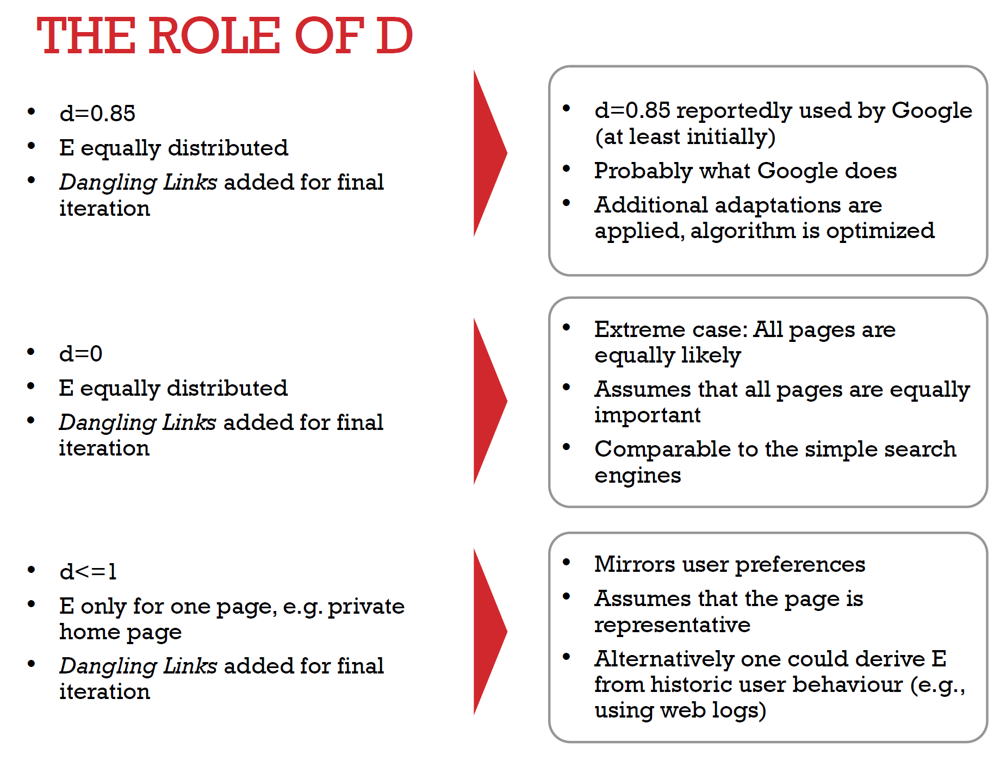 THE ROLE OF D
• d=0.85
• E equally distributed
• Dangling Links added for final
iteration
• d=0.85 reportedly used by Google
(at least initially)
• Probably what Google does
• Additional adaptations are
applied, algorithm is optimized
• d=0
• E equally distributed
• Dangling Links added for final
iteration
• Extreme case: All pages are
equally likely
• Assumes that all pages are equally
important
• Comparable to the simple search
engines
• d<=1
• E only for one page, e.g. private
home page
• Dangling Links added for final
iteration
• Mirrors user preferences
• Assumes that the page is
representative
• Alternatively one could derive E
from historic user behaviour (e.g.,
using web logs)